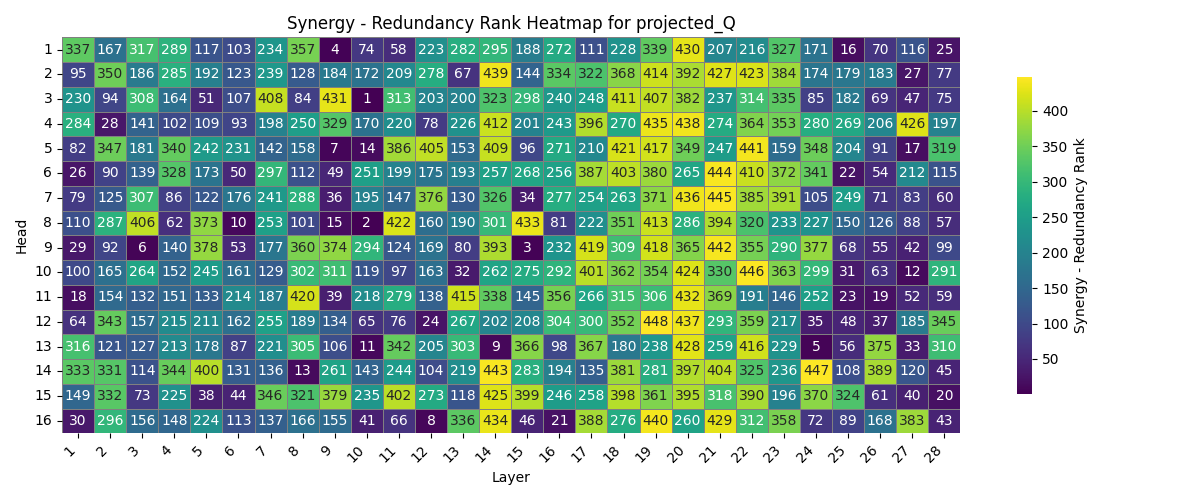 Synergy - Redundancy Rank Heatmap for projected_Q
1 337 167 317 289 117 103 234 357 4 74 58 223 282 295 188 272 111 228 339 430 207 216 327 171 16 70 116 25
2 95 350 186 285 192 123 239 128 184 172 209 278 67 439 144 334 322 368 414 392 427 423 384 174 179 183 27 77
3 230 94 308 164 51 107 408 84 431 1 313 203 200 323 298 240 248 411 407 382 237 314 335 85 182 69 47 75
4 284 28 141 102 109 93 198 250 329 170 220 78 226 412 201 243 396 270 435 438 274 364 353 280 269 206 426 197
5 82 347 181 340 242 231 142 158 7 14 386 405 153 409 96 271 210 421 417 349 247 441 159 348 204 91 17 319
6 26 90 139 328 173 50 297 112 49 251 199 175 193 257 268 256 387 403 380 265 444 410 372 341 22 54 212 115
7 79 125 307 86 122 176 241 288 36 195 147 376 130 326 34 277 254 263 371 436 445 385 391 105 249 71 83 60
8 110 287 406 62 373 10 253 101 15 2 422 160 190 301 433 81 222 351 413 286 394 320 233 227 150 126 88 57
9 29 92 6 140 378 53 177 360 374 294 124 169 80 393 3 232 419 309 418 365 442 355 290 377 68 55 42 99
10 100 165 264 152 245 161 129 302 311 119 97 163 32 262 275 292 401 362 354 424 330 446 363 299 31 63 12 291
11 18 154 132 151 133 214 187 420 39 218 279 138 415 338 145 356 266 315 306 432 369 191 146 252 23 19 52 59
12 64 343 157 215 211 162 255 189 134 65 76 24 267 202 208 304 300 352 448 437 293 359 217 35 48 37 185 345
13 316 121 127 213 178 87 221 305 106 11 342 205 303 9 366 98 367 180 238 428 259 416 229 5 56 375 33 310
14 333 331 114 344 400 131 136 13 261 143 244 104 219 443 283 194 135 381 281 397 404 325 236 447 108 389 120 45
15 149 332 73 225 38 44 346 321 379 235 402 273 118 425 399 246 258 398 361 395 318 390 196 370 324 61 40 20
16 30 296 156 148 224 113 137 166 155 41 66 8 336 434 46 21 388 276 440 260 429 312 358 72 89 168 383 43
1 2 3 4 5 6 7 8 9 10 11 12 13 14 15 16 17 18 19 20 21 22 23 24 25 26 27 28
Layer
Head
400
350
300
250
200
150
100
50
Synergy - Redundancy Rank